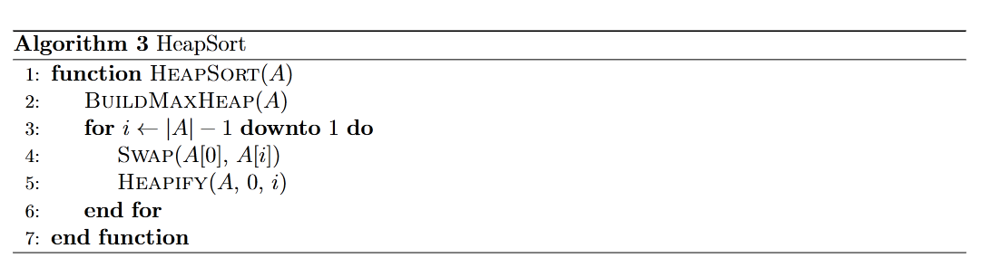 Algorithm 3 HeapSort
1: function HEAPSORT(A)
2: BUILDMAXHEAP(A)
3: for i ← |A| − 1 downto 1 do
4: SWAP(A[0], A[i])
5: HEAPIFY(A, 0, i)
6: end for
7: end function